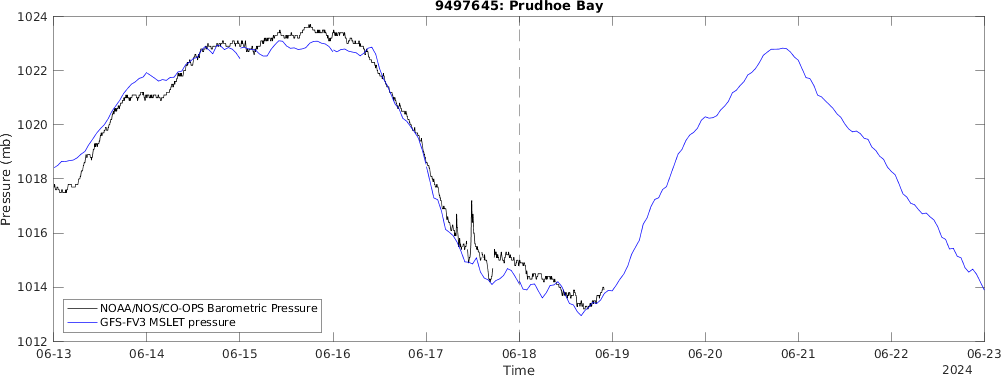 9497645: Prudhoe Bay
Pressure (mb)
1024
1022
1020
1018
1016
1014
1012
NOAA/NOS/CO-OPS Barometric Pressure
GFS-FV3 MSLET pressure
06-13 06-14 06-15 06-16 06-17 06-18 06-19 06-20 06-21 06-22 06-23
Time
2024